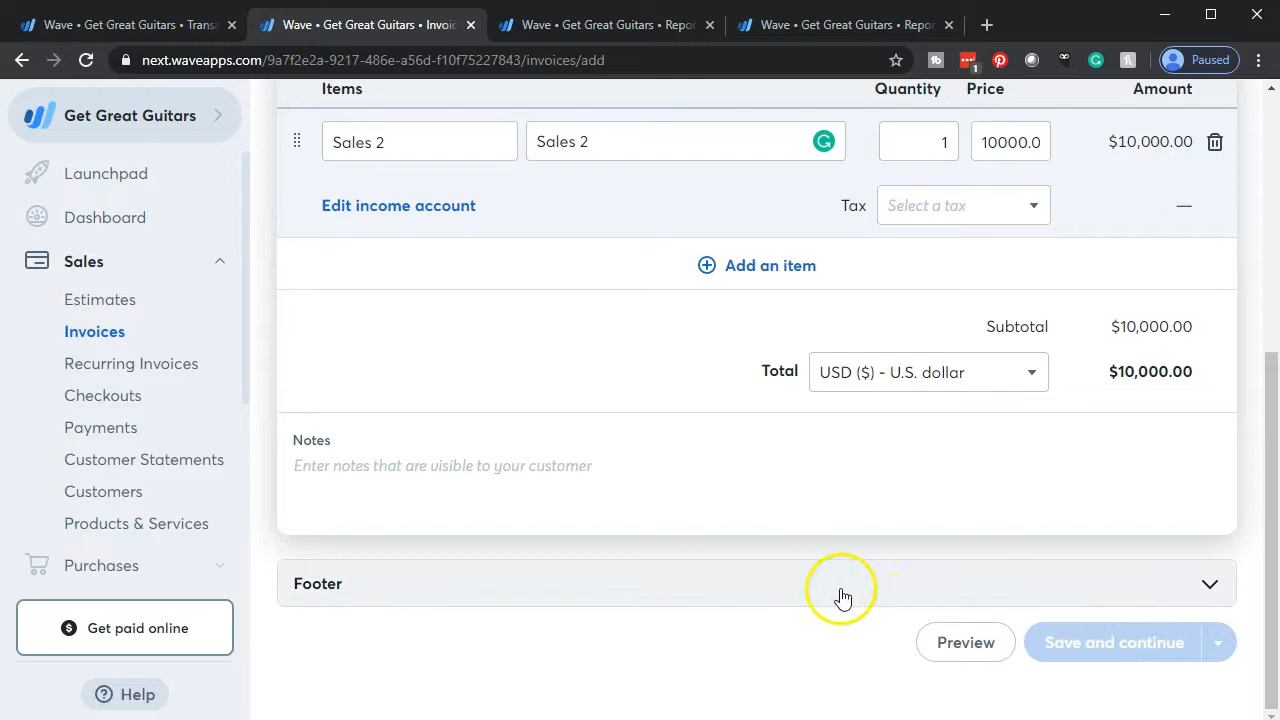 Wave • Get Great Guitars • Transa
Wave • Get Great Guitars • Invoic
Wave • Get Great Guitars • Repor
Wave • Get Great Guitars • Repor
next.waveapps.com/9a7f2c2a-9217-486e-a56d-f10f75227843/invoices/add
1
Paused
Get Great Guitars
Launchpad
Dashboard
Sales
Estimates
Invoices
Recurring Invoices
Checkouts
Payments
Customer Statements
Customers
Products & Services
Purchases
$ Get paid online
? Help
Items Quantity Price Amount
Sales 2 Sales 2 1 10000.0 $10,000.00
Edit income account Tax Select a tax —
Add an item
Subtotal $10,000.00
Total USD ($) - U.S. dollar $10,000.00
Notes
Enter notes that are visible to your customer
Footer
Preview Save and continue